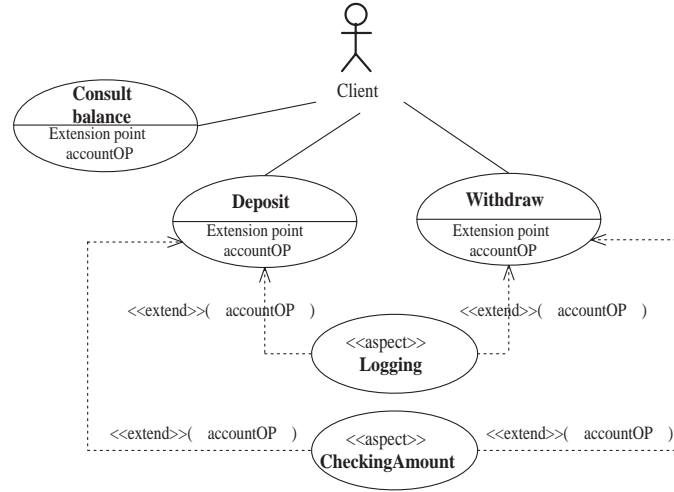 Client
Consult
balance
Extension point
accountOP
Deposit
Extension point
accountOP
Withdraw
Extension point
accountOP
<<extend>>( accountOP )
<<extend>>( accountOP )
<<aspect>>
Logging
<<extend>>( accountOP )
<<aspect>>
CheckingAmount
<<extend>>( accountOP )